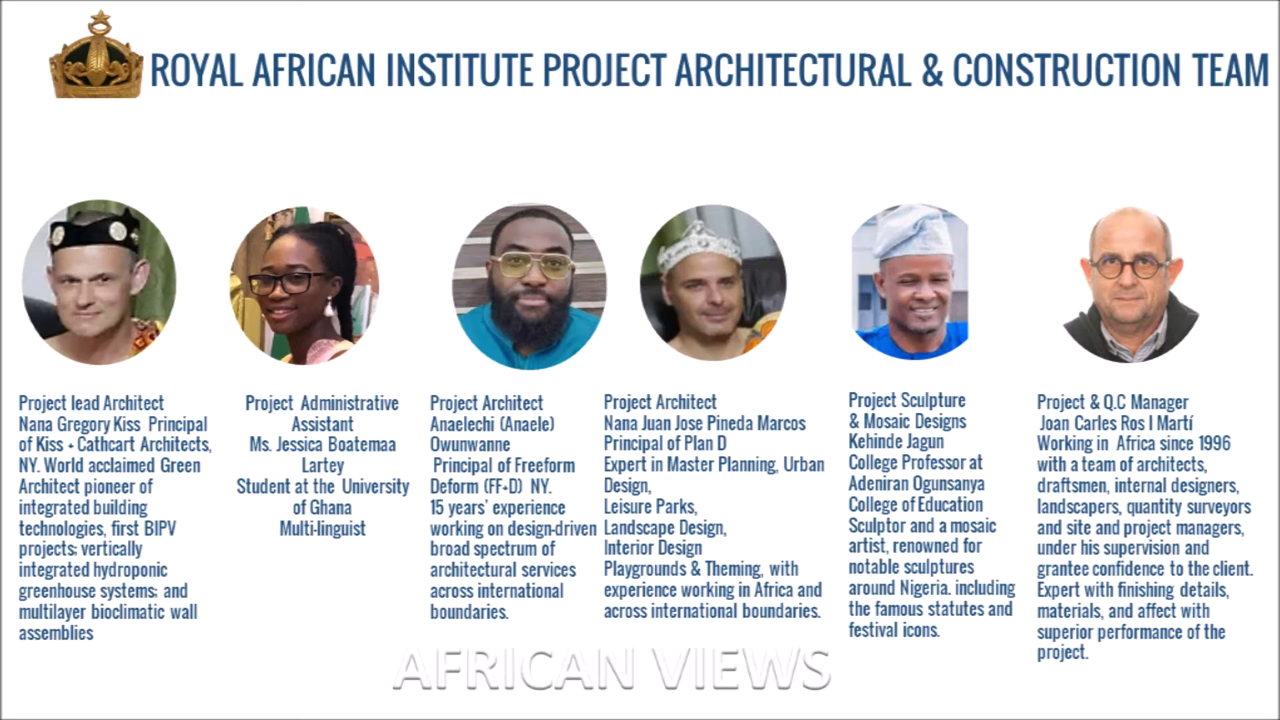 ROYAL AFRICAN INSTITUTE PROJECT ARCHITECTURAL & CONSTRUCTION TEAM
Project lead Architect
Nana Gregory Kiss Principal
of Kiss + Cathcart Architects,
NY. World acclaimed Green
Architect pioneer of
integrated building
technologies, first BIPV
projects; vertically
integrated hydroponic
greenhouse systems; and
multilayer bioclimatic wall
assemblies
Project Administrative
Assistant
Ms. Jessica Boatemaa
Lartey
Student at the University
of Ghana
Multi-linguist
Project Architect
Anaelechi (Anaele)
Owunwanne
Principal of Freeform
Deform (FF+D) NY.
15 years' experience
working on design-driven
broad spectrum of
architectural services
across international
boundaries.
Project Architect
Nana Juan Jose Pineda Marcos
Principal of Plan D
Expert in Master Planning, Urban
Design,
Leisure Parks,
Landscape Design,
Interior Design
Playgrounds & Theming, with
experience working in Africa and
across international boundaries.
Project Sculpture
& Mosaic Designs
Kehinde Jagun
College Professor at
Adeniran Ogunsanya
College of Education
Sculptor and a mosaic
artist, renowned for
notable sculptures
around Nigeria. including
the famous statutes and
festival icons.
Project & Q.C Manager
Joan Carles Ros I Martí
Working in Africa since 1996
with a team of architects,
draftsmen, internal designers,
landscapers, quantity surveyors
and site and project managers,
under his supervision and
grantee confidence to the client.
Expert with finishing details,
materials, and affect with
superior performance of the
project.
AFRICAN VIEWS